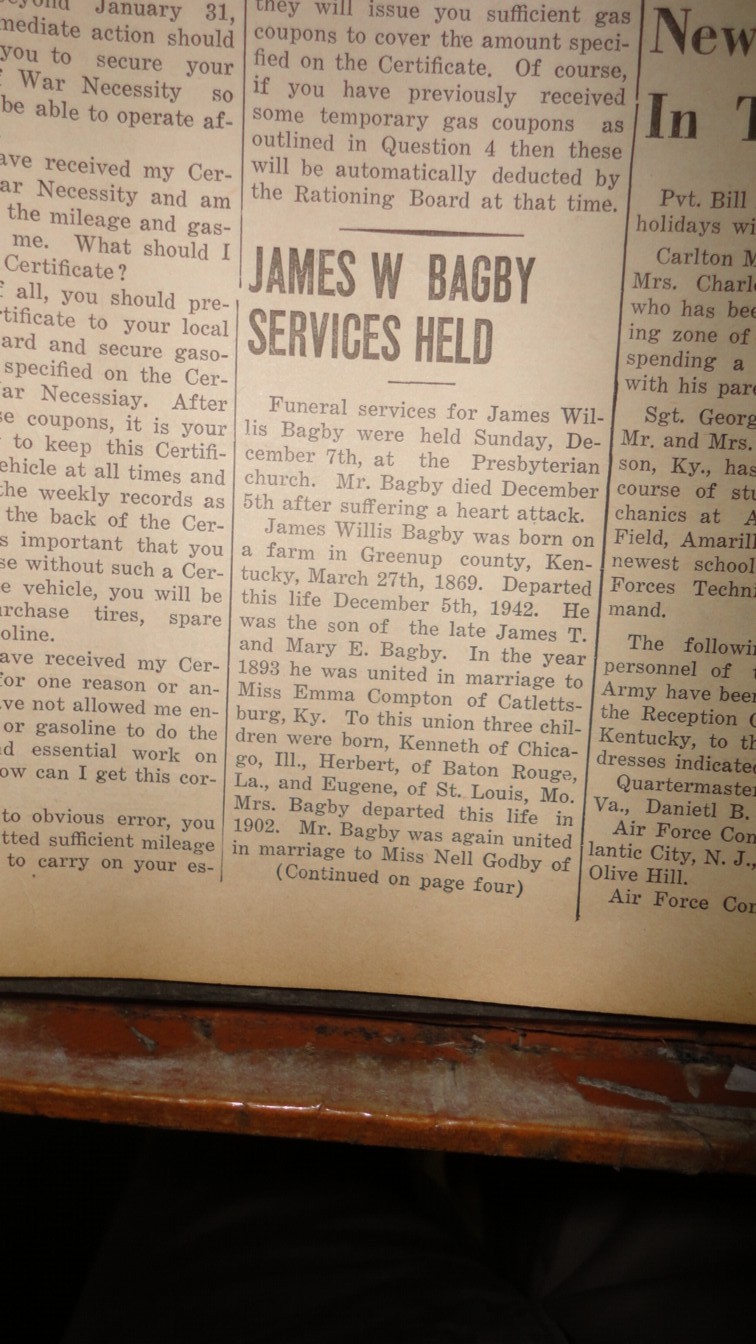 beyond January 31,
mediate action should
you to secure your
War Necessity so
be able to operate af-
ave received my Cer-
ar Necessity and am
the mileage and gas-
me. What should I
Certificate?
f all, you should pre-
rtificate to your local
ard and secure gaso-
specified on the Cer-
ar Necessiay. After
se coupons, it is your
to keep this Certifi-
ehicle at all times and
the weekly records as
the back of the Cer-
s important that you
se without such a Cer-
e vehicle, you will be
urchase tires, spare
oline.
ave received my Cer-
for one reason or an-
ve not allowed me en-
or gasoline to do the
nd essential work on
ow can I get this cor-
to obvious error, you
tted sufficient mileage
to carry on your es-
they will issue you sufficient gas
coupons to cover the amount speci-
fied on the Certificate. Of course,
if you have previously received
some temporary gas coupons as
outlined in Question 4 then these
will be automatically deducted by
the Rationing Board at that time.
JAMES W BAGBY
SERVICES HELD
Funeral services for James Wil-
lis Bagby were held Sunday, De-
cember 7th, at the Presbyterian
church. Mr. Bagby died December
5th after suffering a heart attack.
James Willis Bagby was born on
a farm in Greenup county, Ken-
tucky, March 27th, 1869. Departed
this life December 5th, 1942. He
was the son of the late James T.
and Mary E. Bagby. In the year
1893 he was united in marriage to
Miss Emma Compton of Catletts-
burg, Ky. To this union three chil-
dren were born, Kenneth of Chica-
go, Ill., Herbert, of Baton Rouge,
La., and Eugene, of St. Louis, Mo.
Mrs. Bagby departed this life in
1902. Mr. Bagby was again united
in marriage to Miss Nell Godby of
(Continued on page four)
New
In T
Pvt. Bill
holidays wi
Carlton M
Mrs. Charl
who has bee
ing zone of
spending a
with his pare
Sgt. Georg
Mr. and Mrs.
son, Ky., has
course of stu
chanics at A
Field, Amarill
newest school
Forces Techni
mand.
The followin
personnel of t
Army have been
the Reception C
Kentucky, to th
dresses indicated
Quartermaster
Va., Danietl B.
Air Force Con
lantic City, N. J.,
Olive Hill.
Air Force Cor